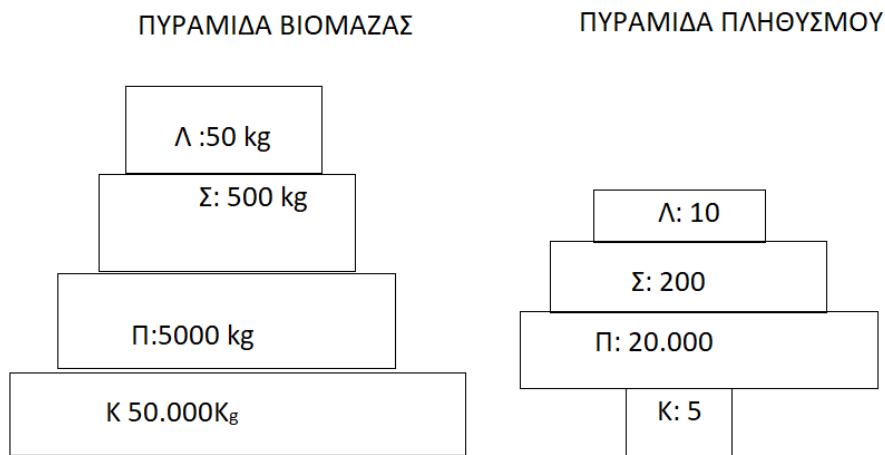 ΠΥΡΑΜΙΔΑ ΒΙΟΜΑΖΑΣ
Λ :50 kg
Σ: 500 kg
Π:5000 kg
Κ 50.000Kg
ΠΥΡΑΜΙΔΑ ΠΛΗΘΥΣΜΟΥ
Λ: 10
Σ: 200
Π: 20.000
Κ: 5